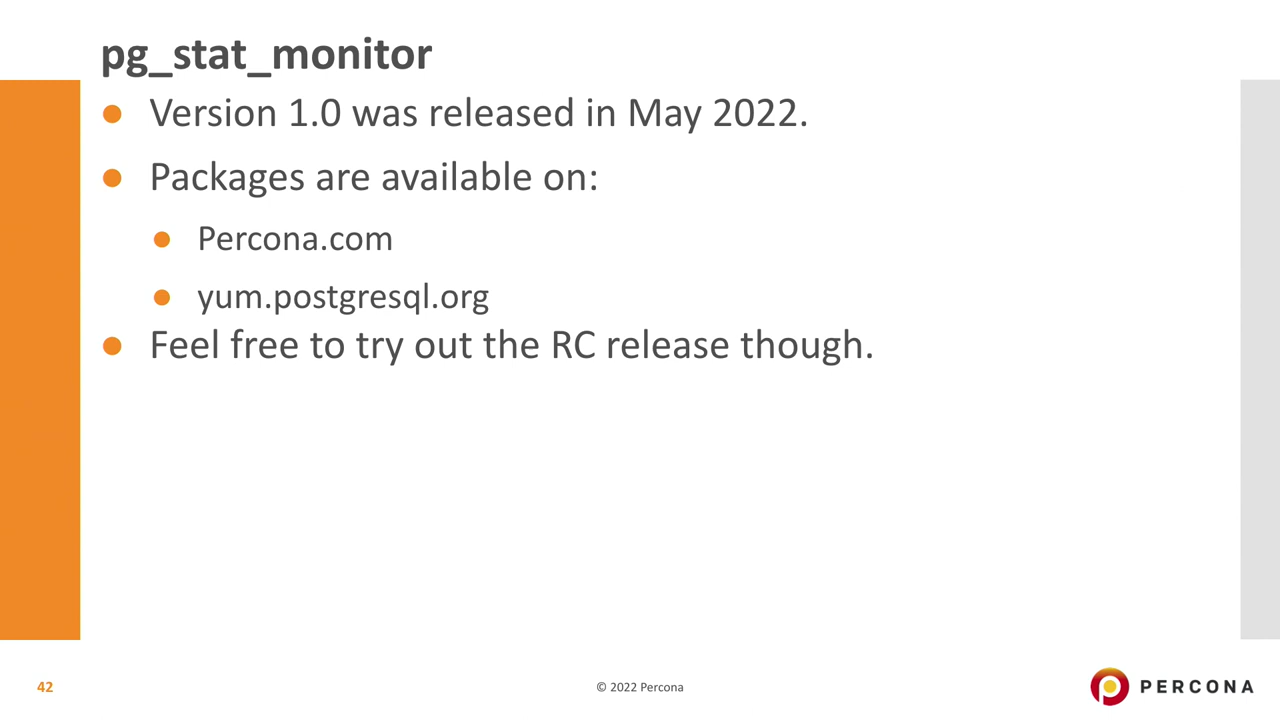 pg_stat_monitor
● Version 1.0 was released in May 2022.
● Packages are available on:
● Percona.com
● yum.postgresql.org
● Feel free to try out the RC release though.
42
© 2022 Percona
PERCONA